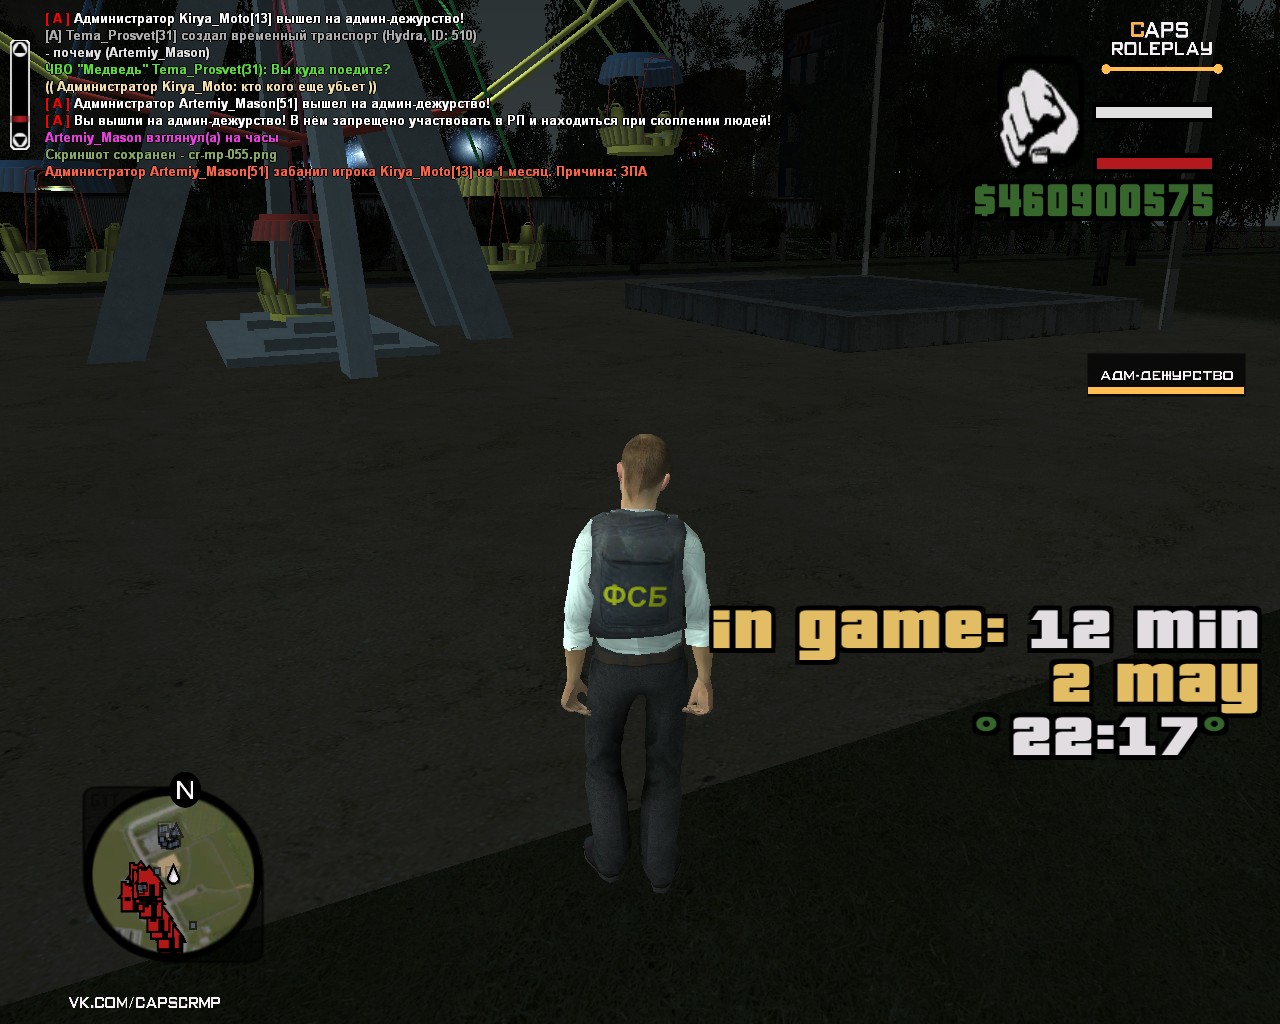 [ A ] Администратор Kirya_Moto[13] вышел на админ-дежурство!
[A] Tema_Prosvet[31] создал временный транспорт (Hydra, ID: 510)
- почему (Artemiy_Mason)
ЧВО "Медведь" Tema_Prosvet(31): Вы куда поедите?
(( Администратор Kirya_Moto: кто кого еще убьет ))
[ A ] Администратор Artemiy_Mason[51] вышел на админ-дежурство!
[ A ] Вы вышли на админ-дежурство! В нём запрещено участвовать в РП и находиться при скоплении людей!
Artemiy_Mason взглянул(а) на часы
Скриншот сохранен - cr-mp-055.png
Администратор Artemiy_Mason[51] забанил игрока Kirya_Moto[13] на 1 месяц. Причина: ЗПА
CAPS
ROLEPLAY
$460900575
АДМ-ДЕЖУРСТВО
ФСБ
in game: 12 min
2 may
22:17
N
VK.COM/CAPSCRMP